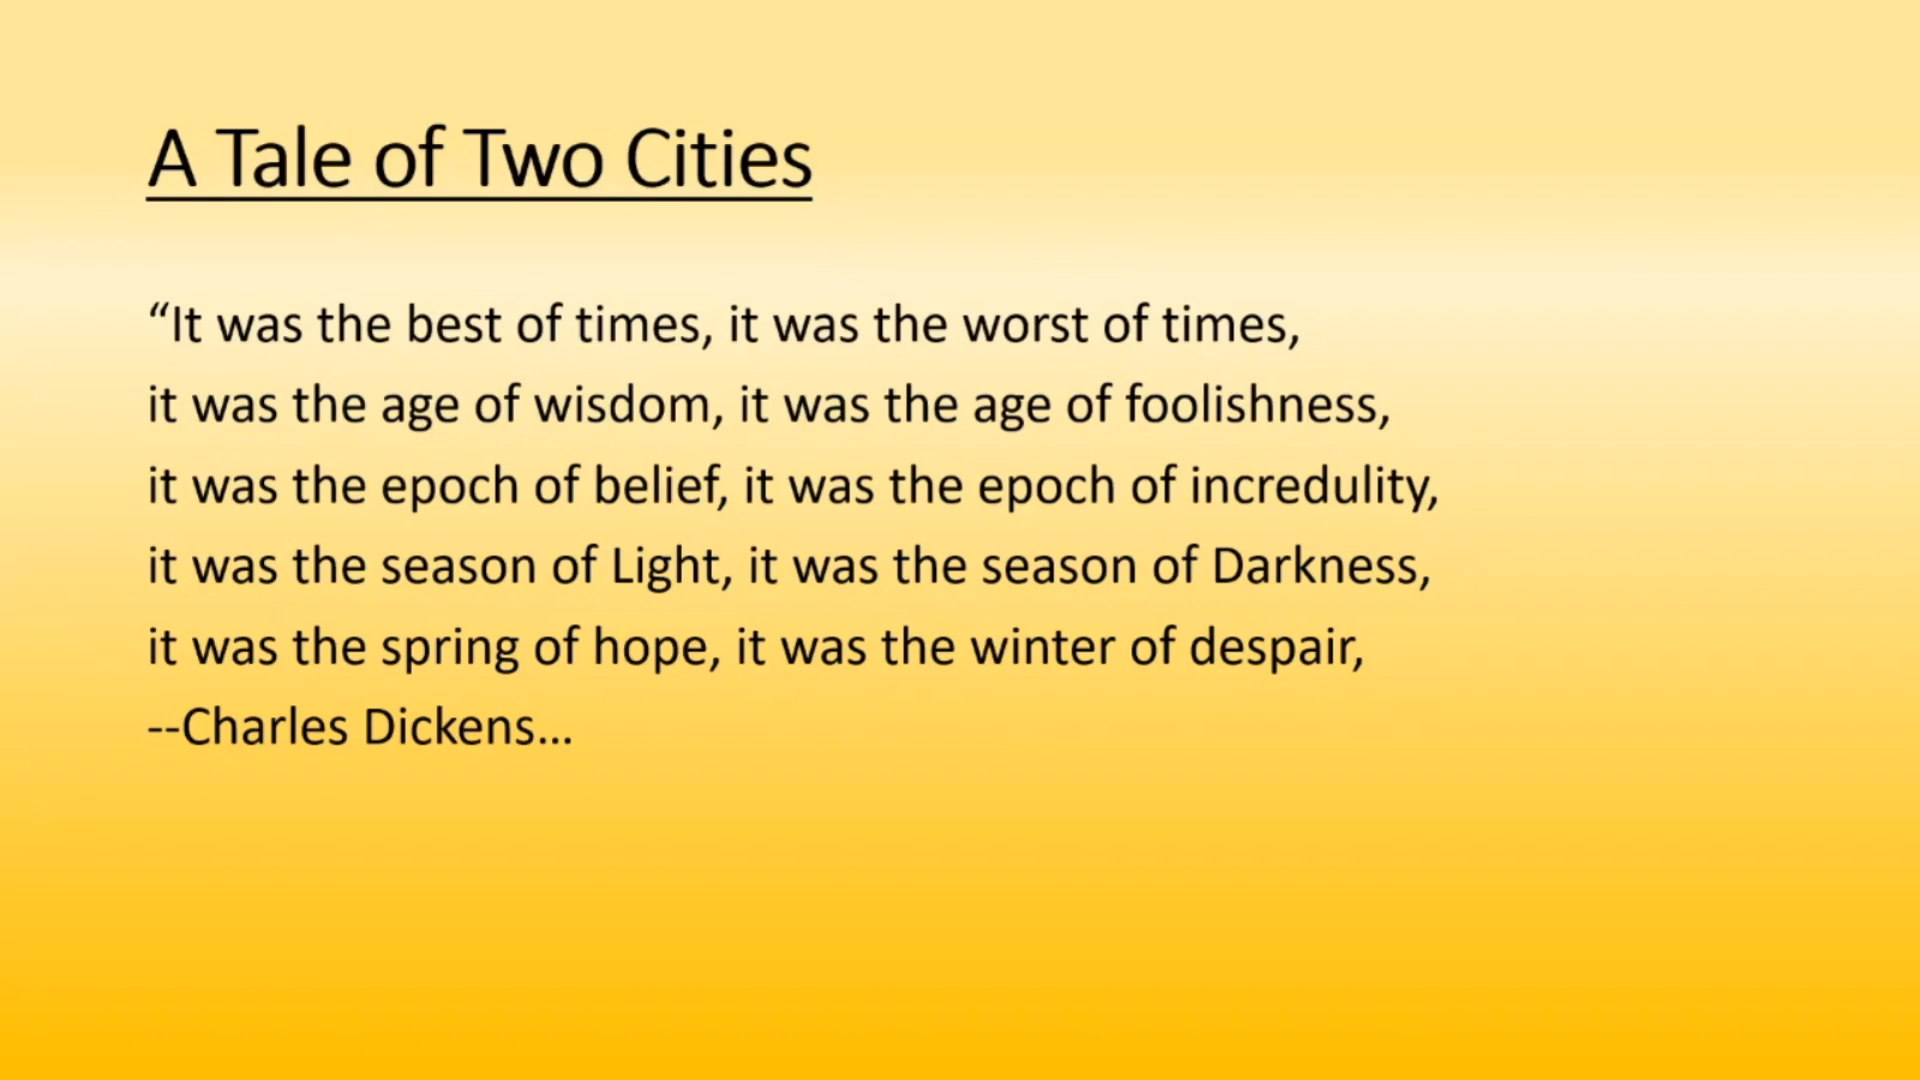 A Tale of Two Cities
“It was the best of times, it was the worst of times,
it was the age of wisdom, it was the age of foolishness,
it was the epoch of belief, it was the epoch of incredulity,
it was the season of Light, it was the season of Darkness,
it was the spring of hope, it was the winter of despair,
--Charles Dickens…